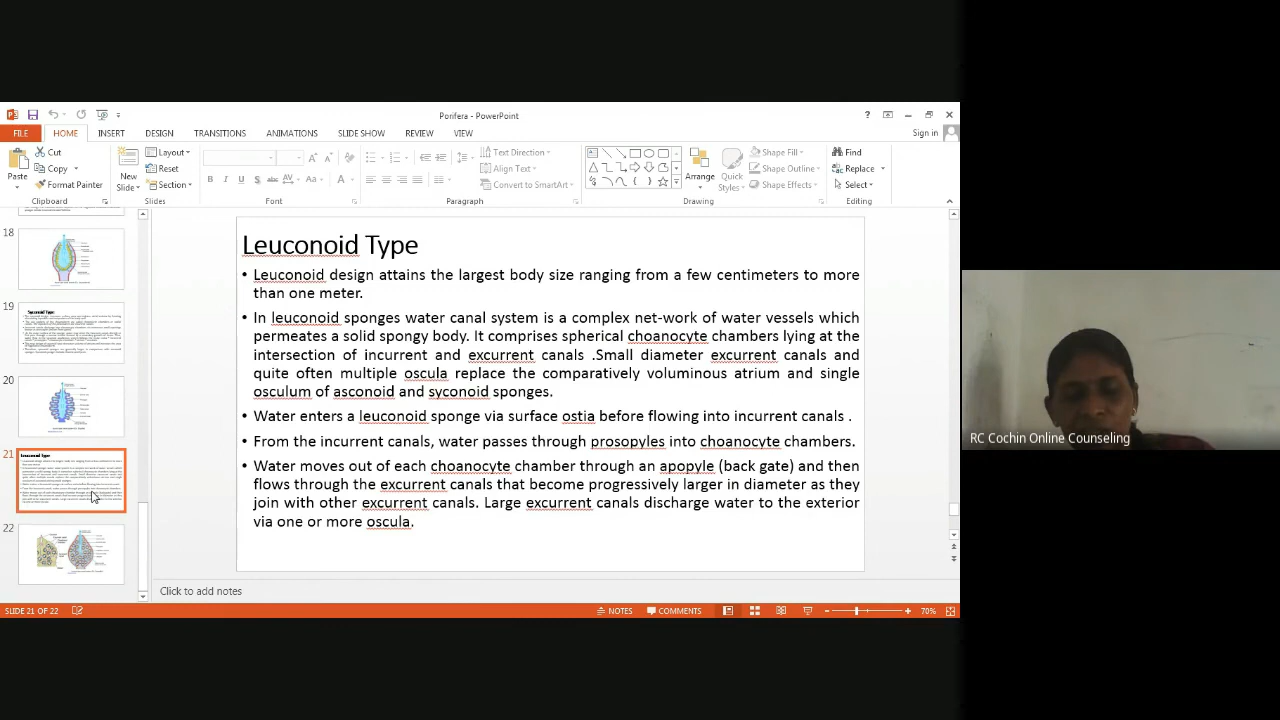 Porifera - PowerPoint
FILE HOME INSERT DESIGN TRANSITIONS ANIMATIONS SLIDE SHOW REVIEW VIEW Sign in
Cut Layout Text Direction Shape Fill Find
Paste Copy New Reset Align Text Arrange Quick Shape Outline Replace
Format Painter Slide Section Convert to SmartArt Styles Shape Effects Select
Clipboard Slides Font Paragraph Drawing Editing
18
19
20
21
22
Leuconoid Type
• Leuconoid design attains the largest body size ranging from a few centimeters to more
than one meter.
• In leuconoid sponges water canal system is a complex net-work of water vessels which
permeate a solid spongy body. It comprises spherical choanocyte chambers lying at the
intersection of incurrent and excurrent canals .Small diameter excurrent canals and
quite often multiple oscula replace the comparatively voluminous atrium and single
osculum of asconoid and syconoid sponges.
• Water enters a leuconoid sponge via surface ostia before flowing into incurrent canals .
• From the incurrent canals, water passes through prosopyles into choanocyte chambers.
• Water moves out of each choanocyte chamber through an apopyle (back gate) and then
flows through the excurrent canals that become progressively larger in diameter as they
join with other excurrent canals. Large excurrent canals discharge water to the exterior
via one or more oscula.
Click to add notes
SLIDE 21 OF 22 NOTES COMMENTS 70%
RC Cochin Online Counseling